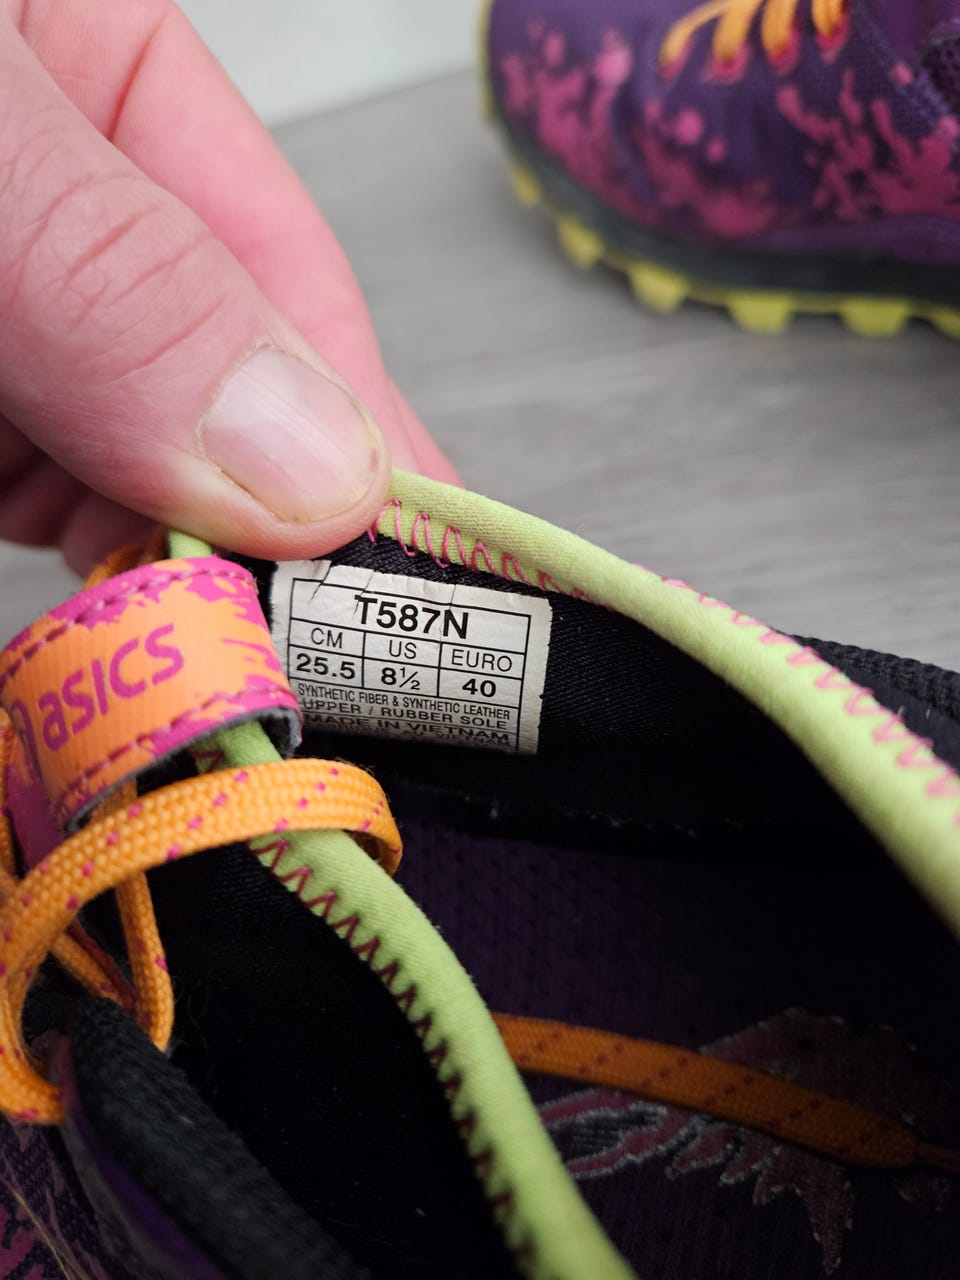 T587N
CM US EURO
25.5 8½ 40
SYNTHETIC FIBER & SYNTHETIC LEATHER
UPPER / RUBBER SOLE
MADE IN VIETNAM
asics